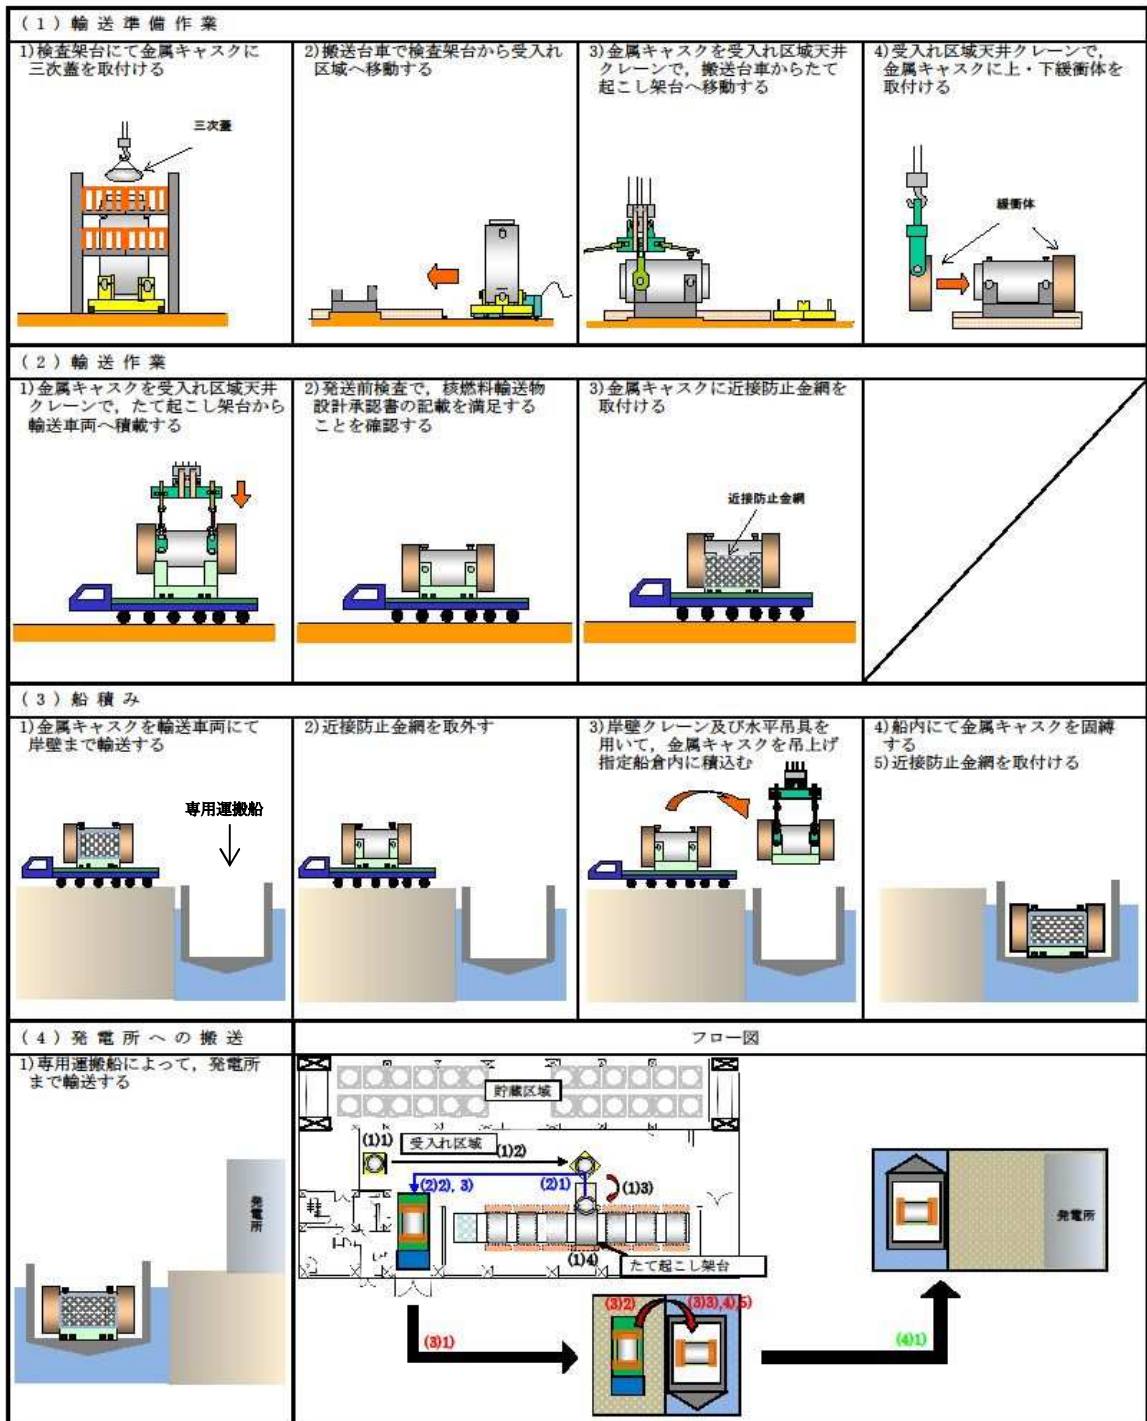 (1)輸送準備作業
1)検査架台にて金属キャスクに
三次蓋を取付ける
三次蓋
2)搬送台車で検査架台から受入れ
区域へ移動する
3)金属キャスクを受入れ区域天井
クレーンで,搬送台車からたて
起こし架台へ移動する
4)受入れ区域天井クレーンで,
金属キャスクに上・下緩衝体を
取付ける
緩衝体
(2)輸送作業
1)金属キャスクを受入れ区域天井
クレーンで,たて起こし架台から
輸送車両へ積載する
2)発送前検査で,核燃料輸送物
設計承認書の記載を満足する
ことを確認する
3)金属キャスクに近接防止金網を
取付ける
近接防止金網
(3)船積み
1)金属キャスクを輸送車両にて
岸壁まで輸送する
専用運搬船
2)近接防止金網を取外す
3)岸壁クレーン及び水平吊具を
用いて,金属キャスクを吊上げ
指定船倉内に積込む
4)船内にて金属キャスクを固縛
する
5)近接防止金網を取付ける
(4)発電所への搬送
1)専用運搬船によって,発電所
まで輸送する
発電所
フロー図
貯蔵区域
(1)1)
受入れ区域
(1)2)
(2)2),3)
(2)1)
(1)3)
(1)4)
たて起こし架台
発電所
(3)1)
(3)2)
(3)3),4),5)
(4)1)